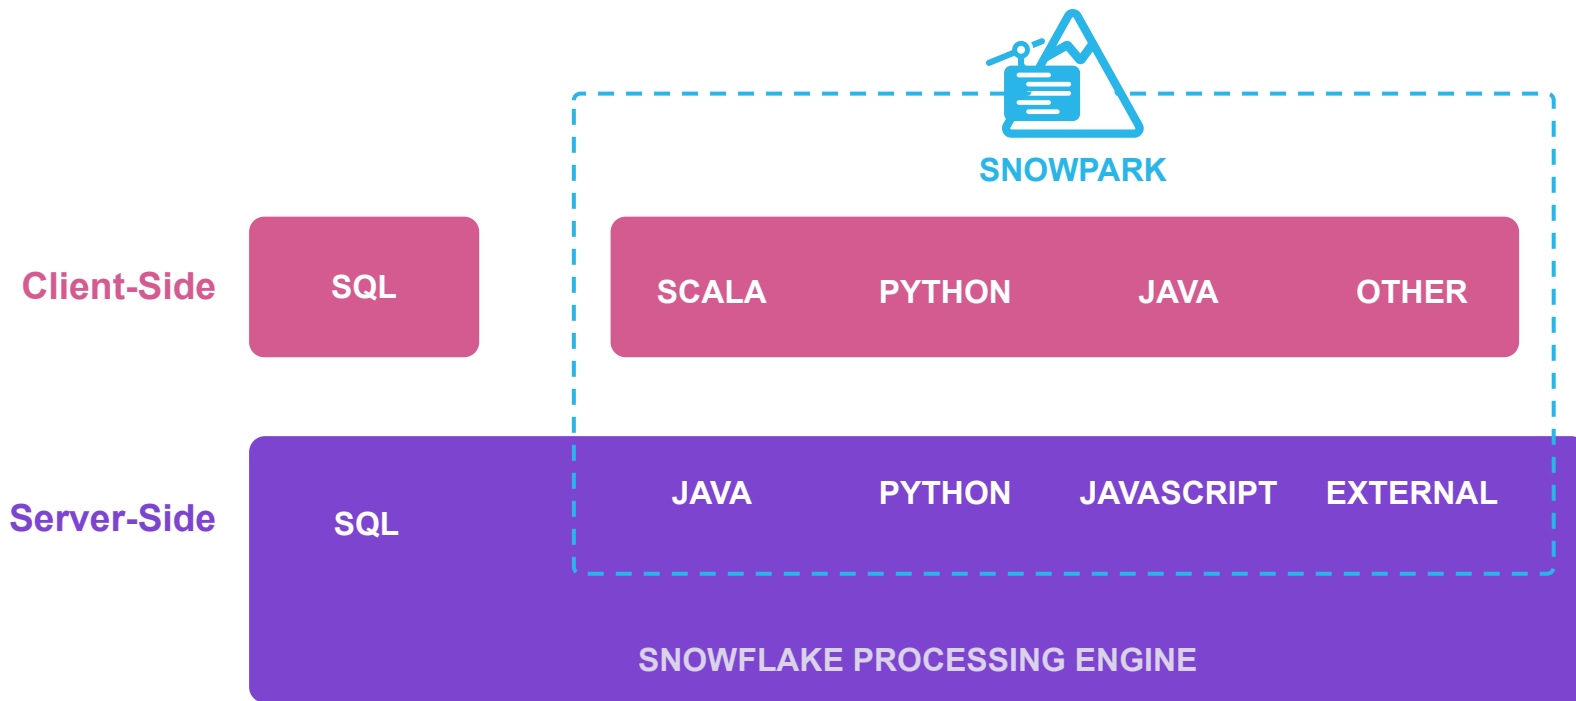 SNOWPARK
Client-Side
SQL
SCALA
PYTHON
JAVA
OTHER
Server-Side
SQL
JAVA
PYTHON
JAVASCRIPT
EXTERNAL
SNOWFLAKE PROCESSING ENGINE